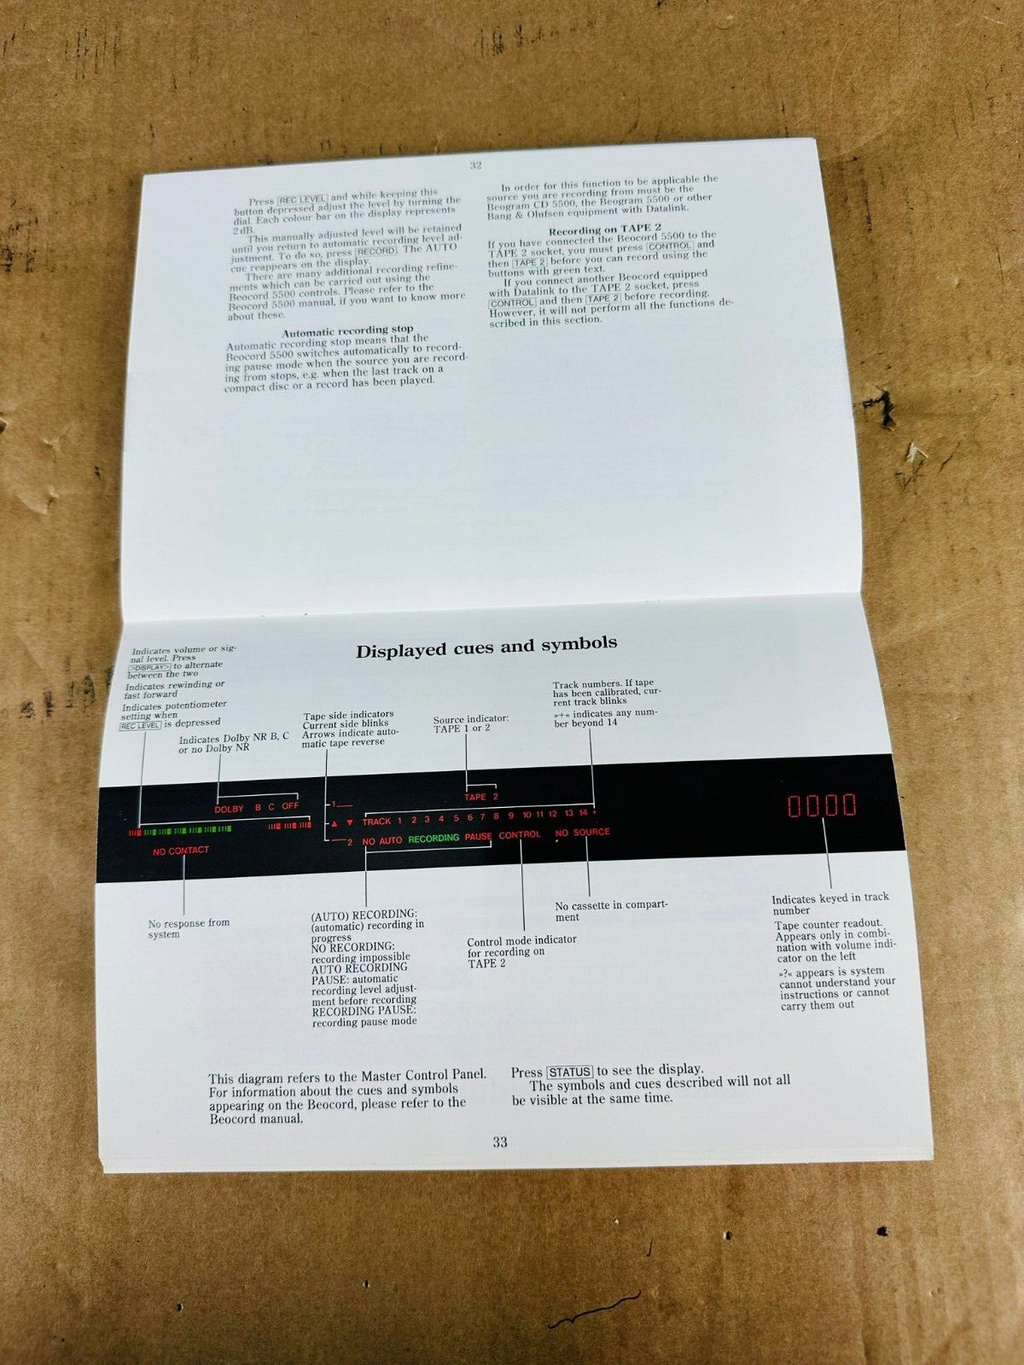 32
Press REC LEVEL and while keeping this
button depressed adjust the level by turning the
dial. Each colour bar on the display represents
2 dB.
This manually adjusted level will be retained
until you return to automatic recording level ad-
justment. To do so, press RECORD. The AUTO
cue reappears on the display.
There are many additional recording refine-
ments which can be carried out using the
Beocord 5500 controls. Please refer to the
Beocord 5500 manual, if you want to know more
about these.
Automatic recording stop
Automatic recording stop means that the
Beocord 5500 switches automatically to record-
ing pause mode when the source you are record-
ing from stops, e.g. when the last track on a
compact disc or a record has been played.
In order for this function to be applicable the
source you are recording from must be the
Beogram CD 5500, the Beogram 5500 or other
Bang & Olufsen equipment with Datalink.
Recording on TAPE 2
If you have connected the Beocord 5500 to the
TAPE 2 socket, you must press CONTROL and
then TAPE 2 before you can record using the
buttons with green text.
If you connect another Beocord equipped
with Datalink to the TAPE 2 socket, press
CONTROL and then TAPE 2 before recording.
However, it will not perform all the functions de-
scribed in this section.
Displayed cues and symbols
Indicates volume or sig-
nal level. Press
>DISPLAY> to alternate
between the two
Indicates rewinding or
fast forward
Indicates potentiometer
setting when
REC LEVEL is depressed
Indicates Dolby NR B, C
or no Dolby NR
Tape side indicators
Current side blinks
Arrows indicate auto-
matic tape reverse
Source indicator:
TAPE 1 or 2
Track numbers. If tape
has been calibrated, cur-
rent track blinks
»+« indicates any num-
ber beyond 14
DOLBY B C OFF
NO CONTACT
1
▲ ▼
2
TAPE 2
TRACK 1 2 3 4 5 6 7 8 9 10 11 12 13 14 +
NO AUTO RECORDING PAUSE CONTROL NO SOURCE
0000
No response from
system
(AUTO) RECORDING:
(automatic) recording in
progress
NO RECORDING:
recording impossible
AUTO RECORDING
PAUSE: automatic
recording level adjust-
ment before recording
RECORDING PAUSE:
recording pause mode
Control mode indicator
for recording on
TAPE 2
No cassette in compart-
ment
Indicates keyed in track
number
Tape counter readout.
Appears only in combi-
nation with volume indi-
cator on the left
»?« appears is system
cannot understand your
instructions or cannot
carry them out
This diagram refers to the Master Control Panel.
For information about the cues and symbols
appearing on the Beocord, please refer to the
Beocord manual.
Press STATUS to see the display.
The symbols and cues described will not all
be visible at the same time.
33